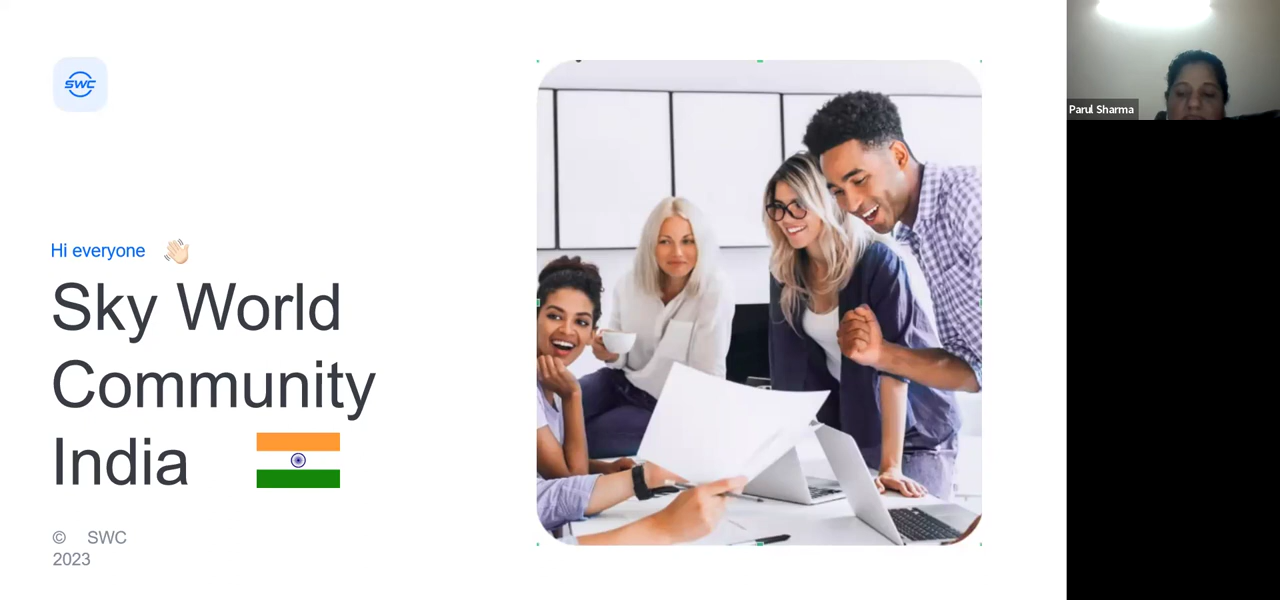 SWC
Hi everyone 👋🏻
Sky World
Community
India
© SWC
2023
Parul Sharma